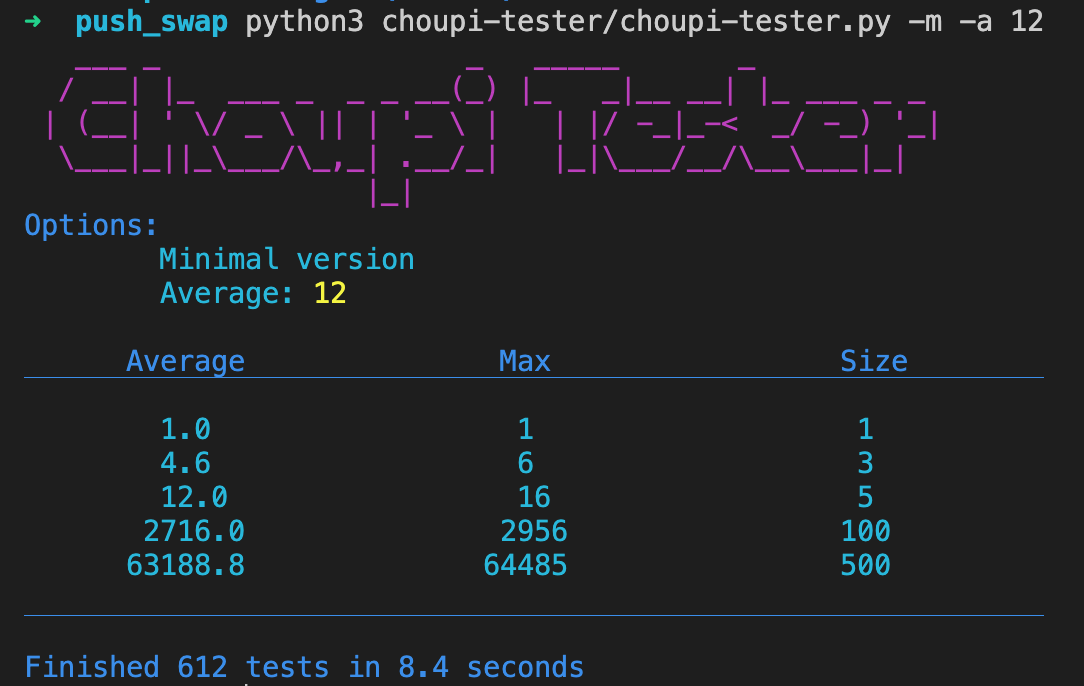 ➜ push_swap python3 choupi-tester/choupi-tester.py -m -a 12
Choupi Tester
Options:
Minimal version
Average: 12
Average Max Size
1.0 1 1
4.6 6 3
12.0 16 5
2716.0 2956 100
63188.8 64485 500
Finished 612 tests in 8.4 seconds